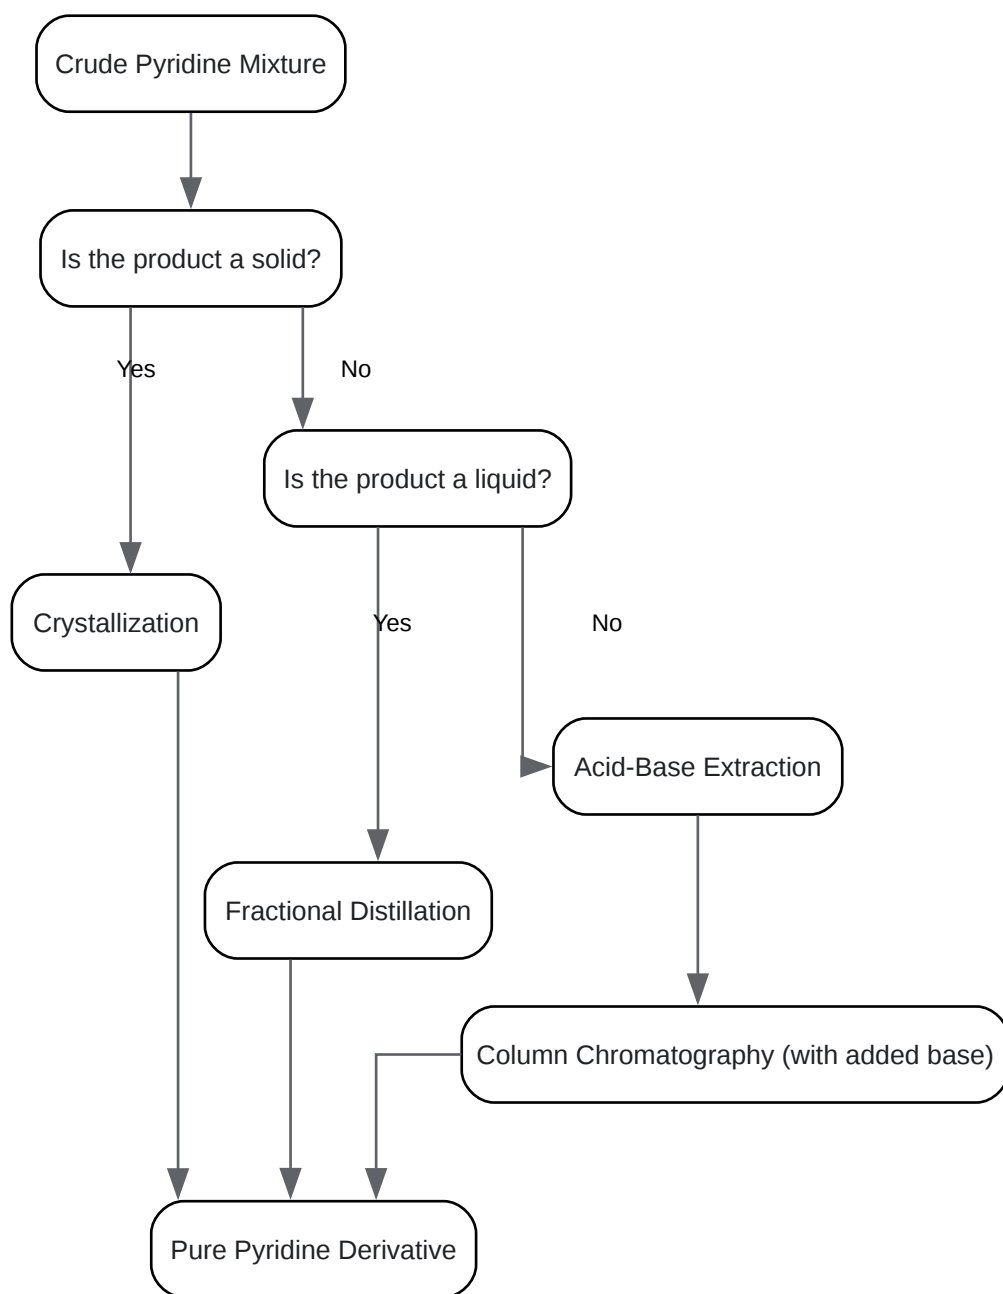 Crude Pyridine Mixture
Is the product a solid?
Yes
No
Is the product a liquid?
Crystallization
Yes
No
Acid-Base Extraction
Fractional Distillation
Column Chromatography (with added base)
Pure Pyridine Derivative